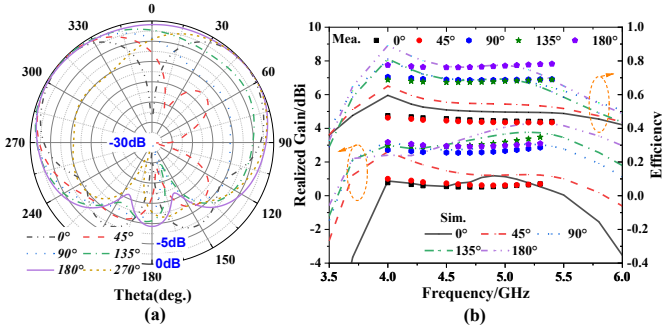 (a)
0
330
30
300
60
270
90
240
120
150
180
-30dB
-5dB
0dB
0° 45°
90° 135°
180° 270°
Theta(deg.)
(a)
(b)
Mea. 0° 45° 90° 135° 180°
Realized Gain/dBi
10
8
6
4
2
0
-2
-4
Efficiency
1.0
0.8
0.6
0.4
0.2
0.0
-0.2
-0.4
Sim.
0° 45° 90°
135° 180°
3.5 4.0 4.5 5.0 5.5 6.0
Frequency/GHz
(b)